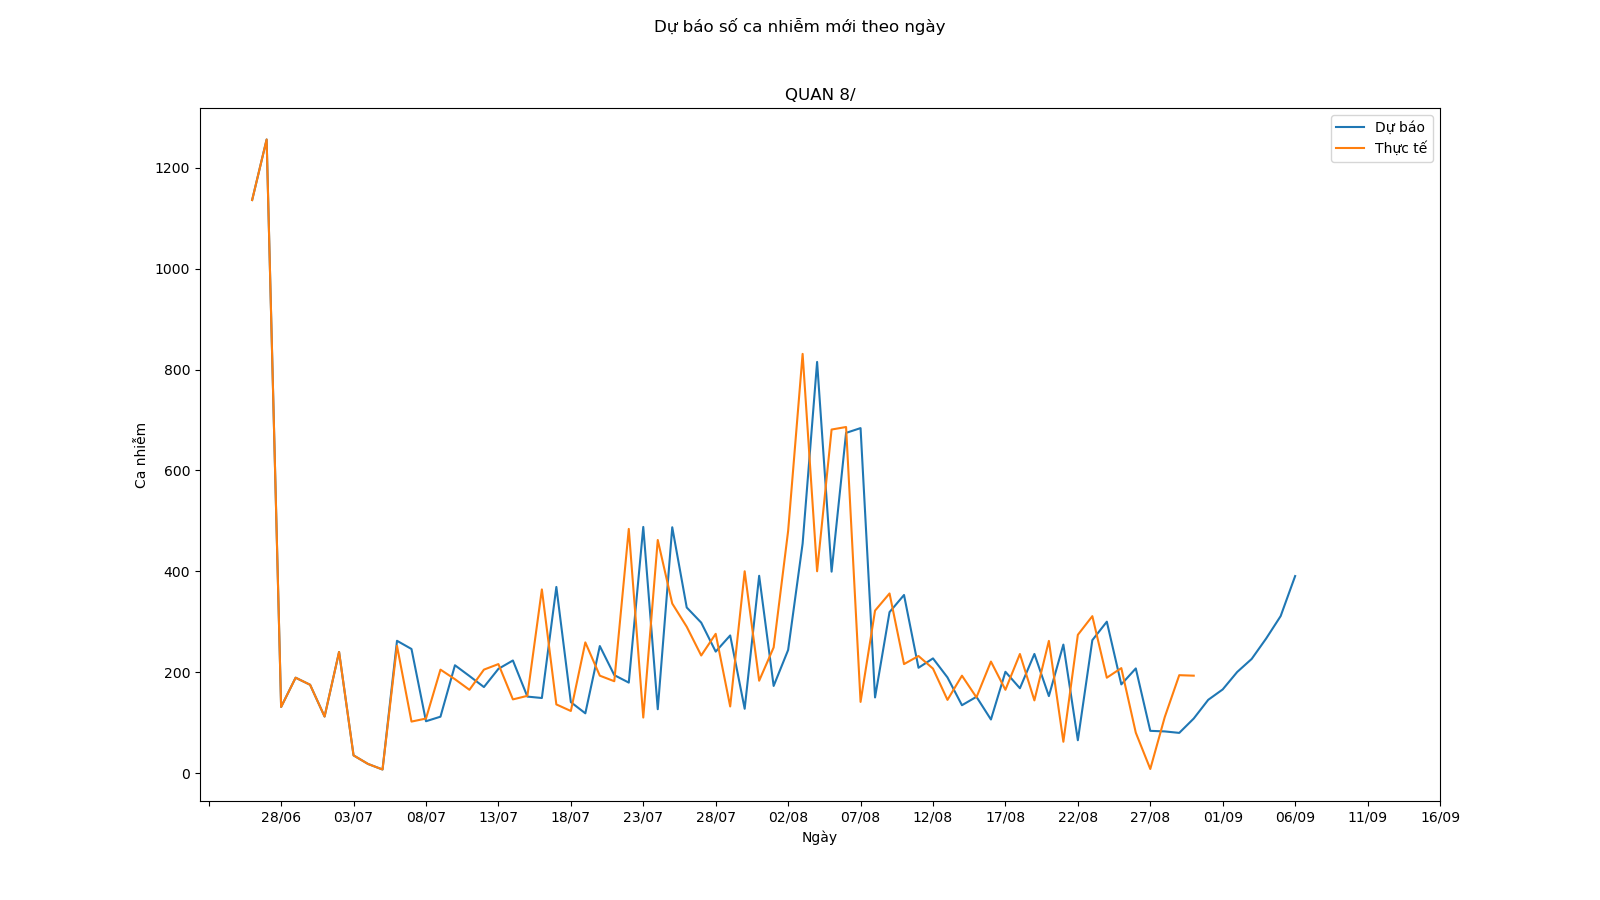 Dự báo số ca nhiễm mới theo ngày
QUAN 8/
Dự báo
Thực tế
1200
1000
800
600
400
200
0
Ca nhiễm
28/06 03/07 08/07 13/07 18/07 23/07 28/07 02/08 07/08 12/08 17/08 22/08 27/08 01/09 06/09 11/09 16/09
Ngày